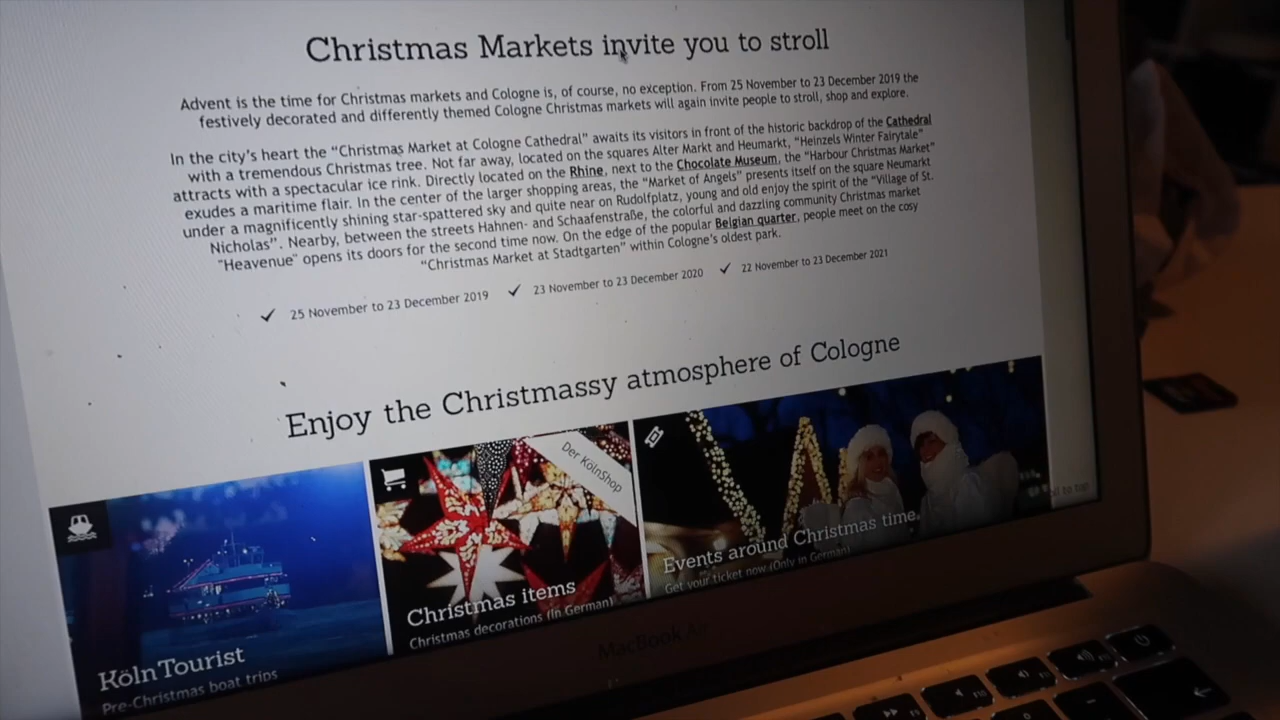 Christmas Markets invite you to stroll
Advent is the time for Christmas markets and Cologne is, of course, no exception. From 25 November to 23 December 2019 the
festively decorated and differently themed Cologne Christmas markets will again invite people to stroll, shop and explore.
In the city's heart the "Christmas Market at Cologne Cathedral" awaits its visitors in front of the historic backdrop of the Cathedral
with a tremendous Christmas tree. Not far away, located on the squares Alter Markt and Heumarkt, "Heinzels Winter Fairytale"
attracts with a spectacular ice rink. Directly located on the Rhine, next to the Chocolate Museum, the "Harbour Christmas Market"
exudes a maritime flair. In the center of the larger shopping areas, the "Market of Angels" presents itself on the square Neumarkt
under a magnificently shining star-spattered sky and quite near on Rudolfplatz, young and old enjoy the spirit of the "Village of St.
Nicholas". Nearby, between the streets Hahnen- and Schaafenstraße, the colorful and dazzling community Christmas market
"Heavenue" opens its doors for the second time now. On the edge of the popular Belgian quarter, people meet on the cosy
"Christmas Market at Stadtgarten" within Cologne's oldest park.
25 November to 23 December 2019
23 November to 23 December 2020
22 November to 23 December 2021
Enjoy the Christmassy atmosphere of Cologne
KölnTourist
Pre-Christmas boat trips
Der KölnShop
Christmas items
Christmas decorations (In German)
Events around Christmas time.
Get your ticket now (Only in German)
to top
MacBook Air